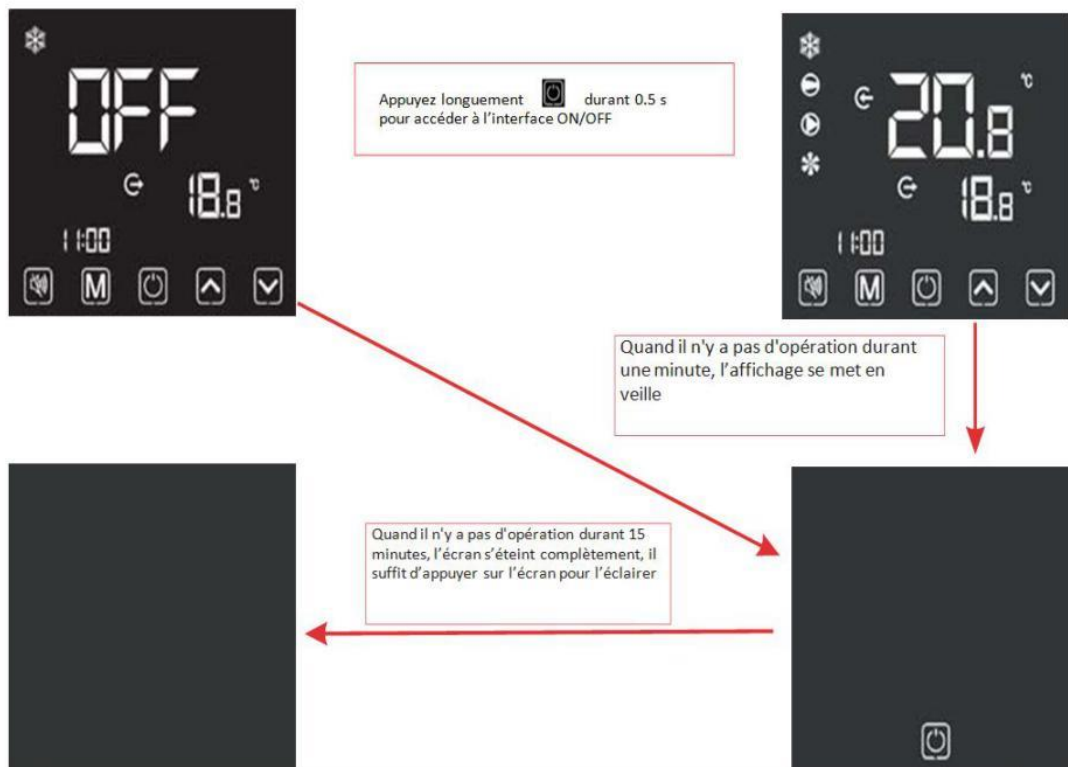 OFF
18.8 °C
11:00
M
Appuyez longuement durant 0.5 s
pour accéder à l'interface ON/OFF
20.8 °C
18.8 °C
11:00
M
Quand il n'y a pas d'opération durant
une minute, l'affichage se met en
veille
Quand il n'y a pas d'opération durant 15
minutes, l'écran s'éteint complètement, il
suffit d'appuyer sur l'écran pour l'éclairer